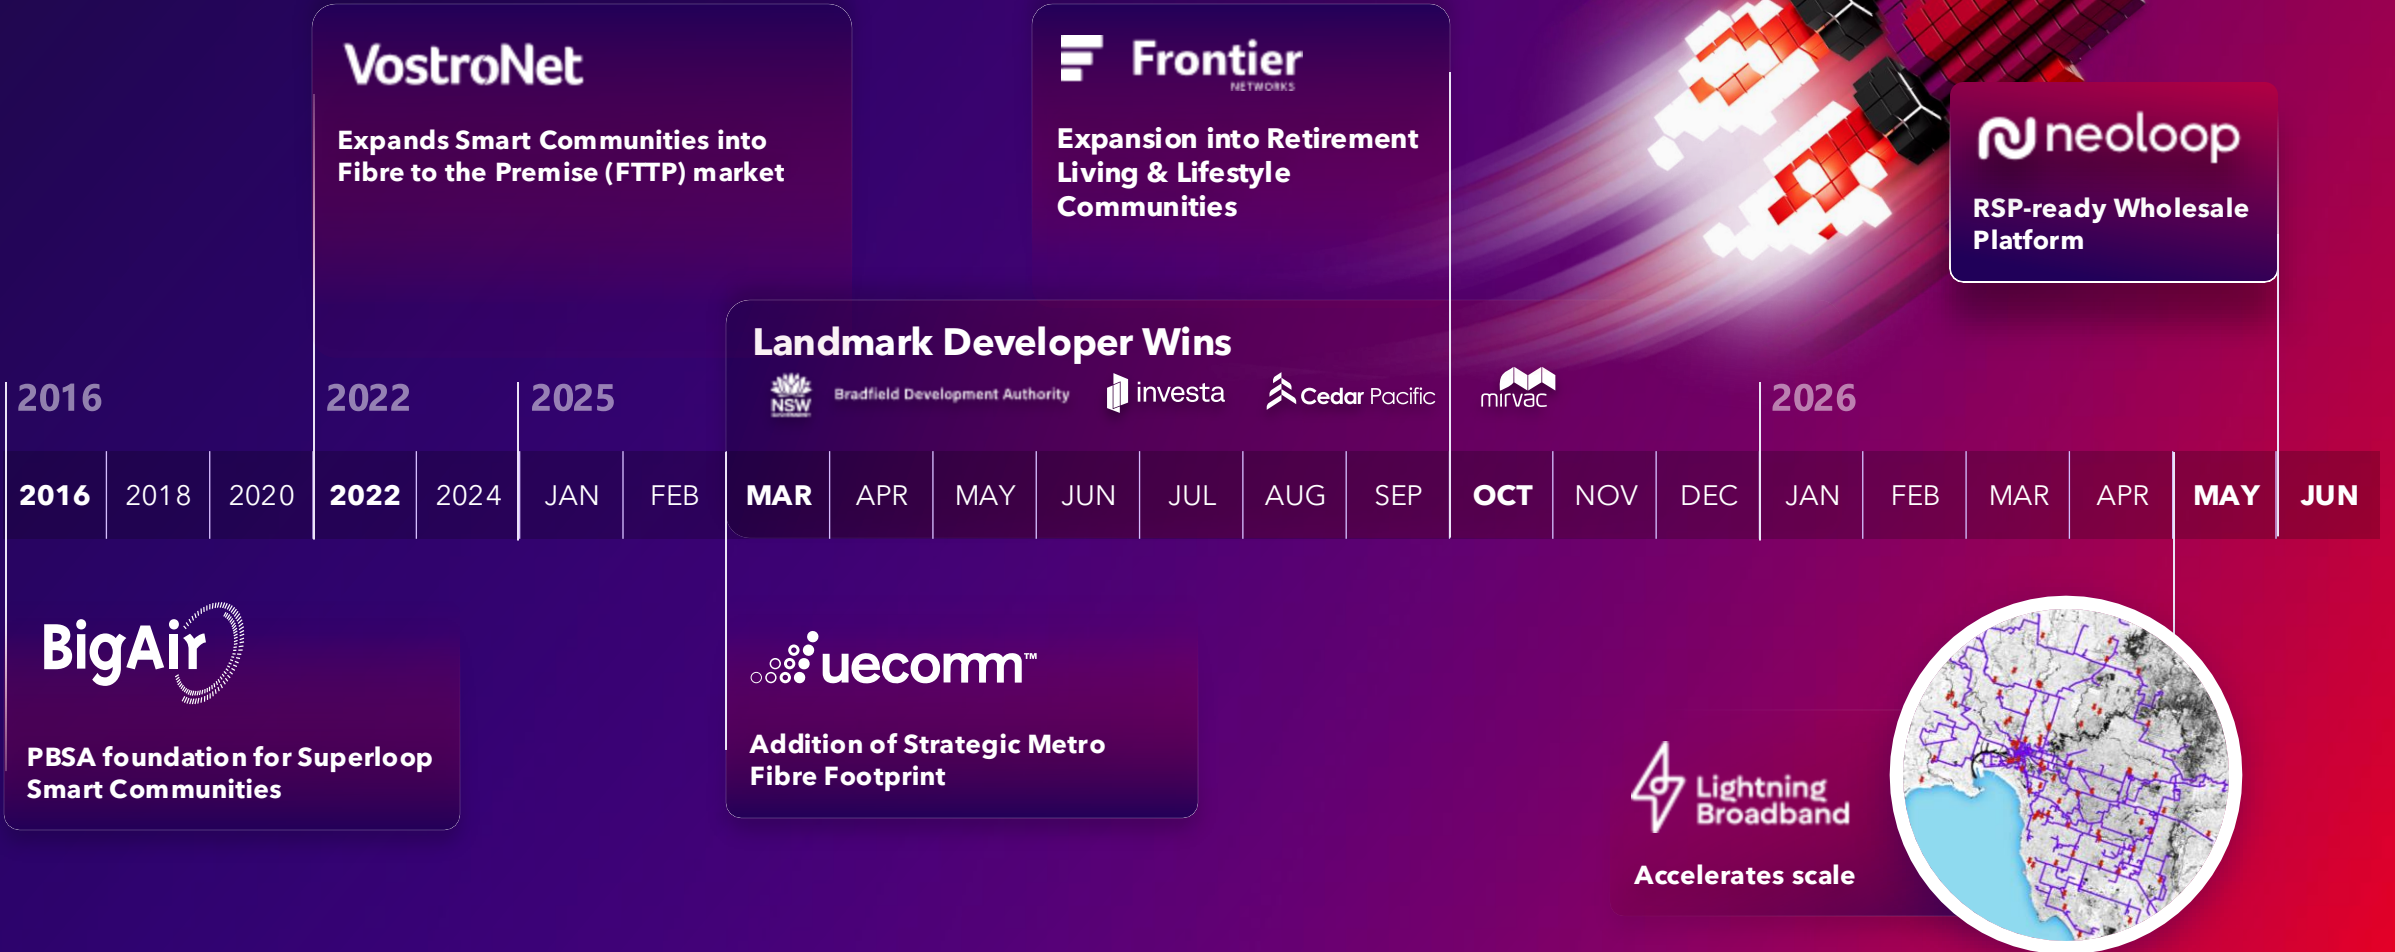 VostroNet
Expands Smart Communities into
Fibre to the Premise (FTTP) market
Frontier
NETWORKS
Expansion into Retirement
Living & Lifestyle
Communities
neoloop
RSP-ready Wholesale
Platform
Landmark Developer Wins
NSW
Bradfield Development Authority
investa
Cedar Pacific
mirvac
2016
2022
2025
2026
2016 2018 2020 2022 2024 JAN FEB MAR APR MAY JUN JUL AUG SEP OCT NOV DEC JAN FEB MAR APR MAY JUN
BigAir
PBSA foundation for Superloop
Smart Communities
uecomm™
Addition of Strategic Metro
Fibre Footprint
Lightning
Broadband
Accelerates scale